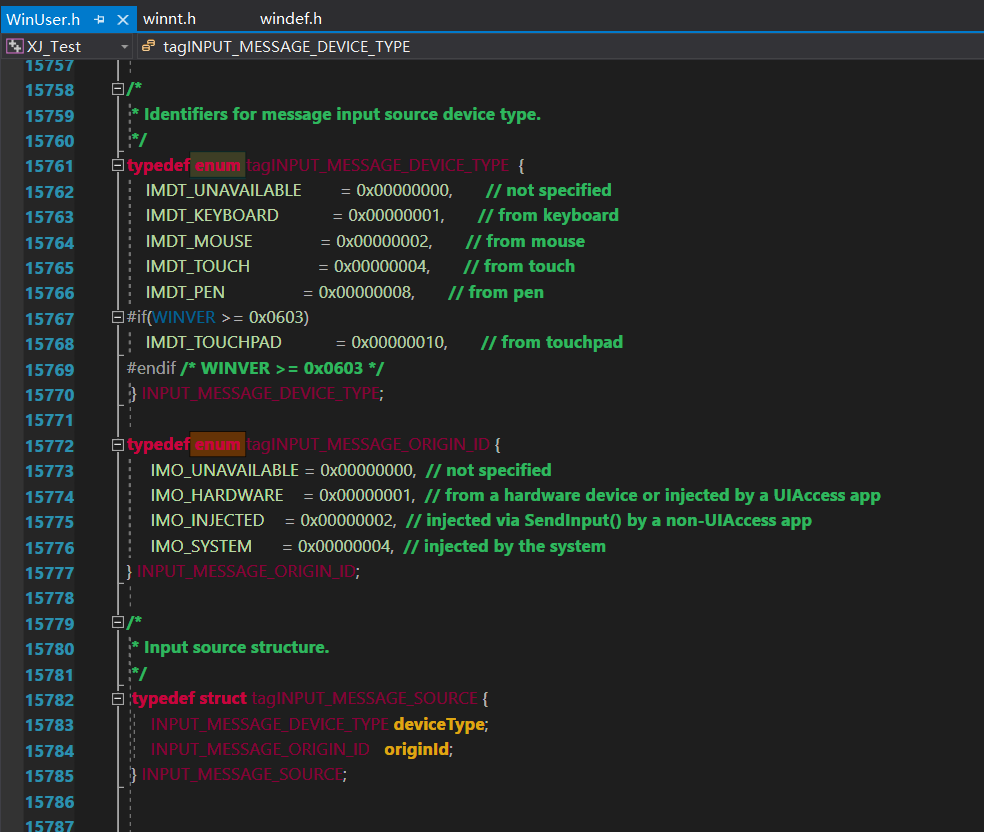 WinUser.h winnt.h windef.h
XJ_Test tagINPUT_MESSAGE_DEVICE_TYPE
15757
15758 /*
15759 * Identifiers for message input source device type.
15760 */
15761 typedef enum tagINPUT_MESSAGE_DEVICE_TYPE {
15762 IMDT_UNAVAILABLE = 0x00000000, // not specified
15763 IMDT_KEYBOARD = 0x00000001, // from keyboard
15764 IMDT_MOUSE = 0x00000002, // from mouse
15765 IMDT_TOUCH = 0x00000004, // from touch
15766 IMDT_PEN = 0x00000008, // from pen
15767 #if(WINVER >= 0x0603)
15768 IMDT_TOUCHPAD = 0x00000010, // from touchpad
15769 #endif /* WINVER >= 0x0603 */
15770 } INPUT_MESSAGE_DEVICE_TYPE;
15771
15772 typedef enum tagINPUT_MESSAGE_ORIGIN_ID {
15773 IMO_UNAVAILABLE = 0x00000000, // not specified
15774 IMO_HARDWARE = 0x00000001, // from a hardware device or injected by a UIAccess app
15775 IMO_INJECTED = 0x00000002, // injected via SendInput() by a non-UIAccess app
15776 IMO_SYSTEM = 0x00000004, // injected by the system
15777 } INPUT_MESSAGE_ORIGIN_ID;
15778
15779 /*
15780 * Input source structure.
15781 */
15782 typedef struct tagINPUT_MESSAGE_SOURCE {
15783 INPUT_MESSAGE_DEVICE_TYPE deviceType;
15784 INPUT_MESSAGE_ORIGIN_ID originId;
15785 } INPUT_MESSAGE_SOURCE;
15786
15787